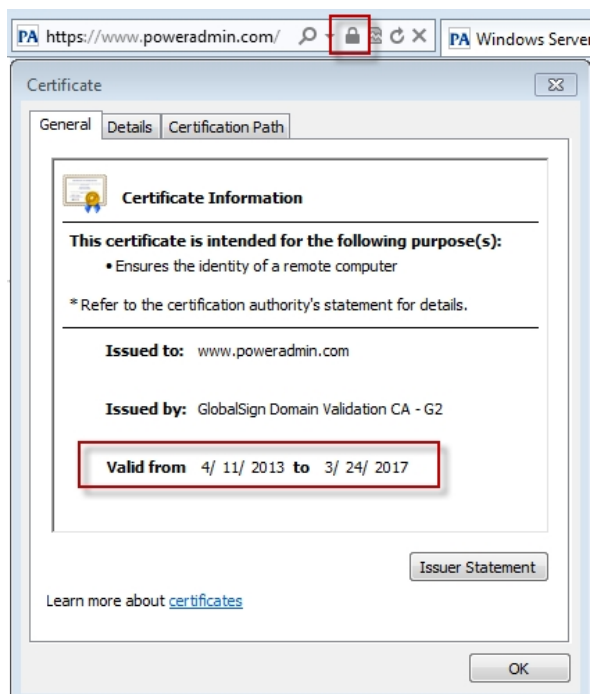 PA https://www.poweradmin.com/
PA Windows Server
Certificate
General Details Certification Path
Certificate Information
This certificate is intended for the following purpose(s):
• Ensures the identity of a remote computer
* Refer to the certification authority's statement for details.
Issued to: www.poweradmin.com
Issued by: GlobalSign Domain Validation CA - G2
Valid from 4/ 11/ 2013 to 3/ 24/ 2017
Issuer Statement
Learn more about certificates
OK